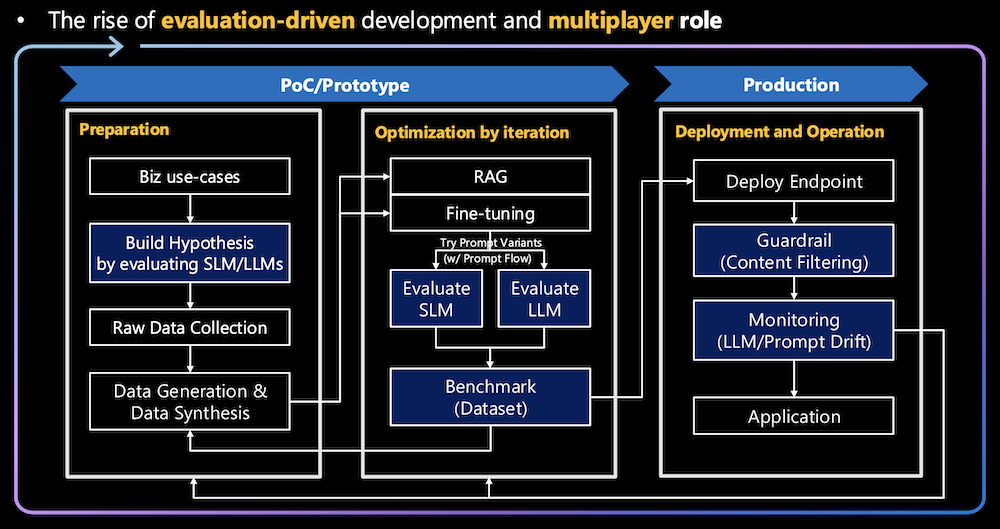 • The rise of evaluation-driven development and multiplayer role
PoC/Prototype
Production
Preparation
Biz use-cases
Build Hypothesis
by evaluating SLM/LLMs
Raw Data Collection
Data Generation &
Data Synthesis
Optimization by iteration
RAG
Fine-tuning
Try Prompt Variants
(w/ Prompt Flow)
Evaluate
SLM
Evaluate
LLM
Benchmark
(Dataset)
Deployment and Operation
Deploy Endpoint
Guardrail
(Content Filtering)
Monitoring
(LLM/Prompt Drift)
Application